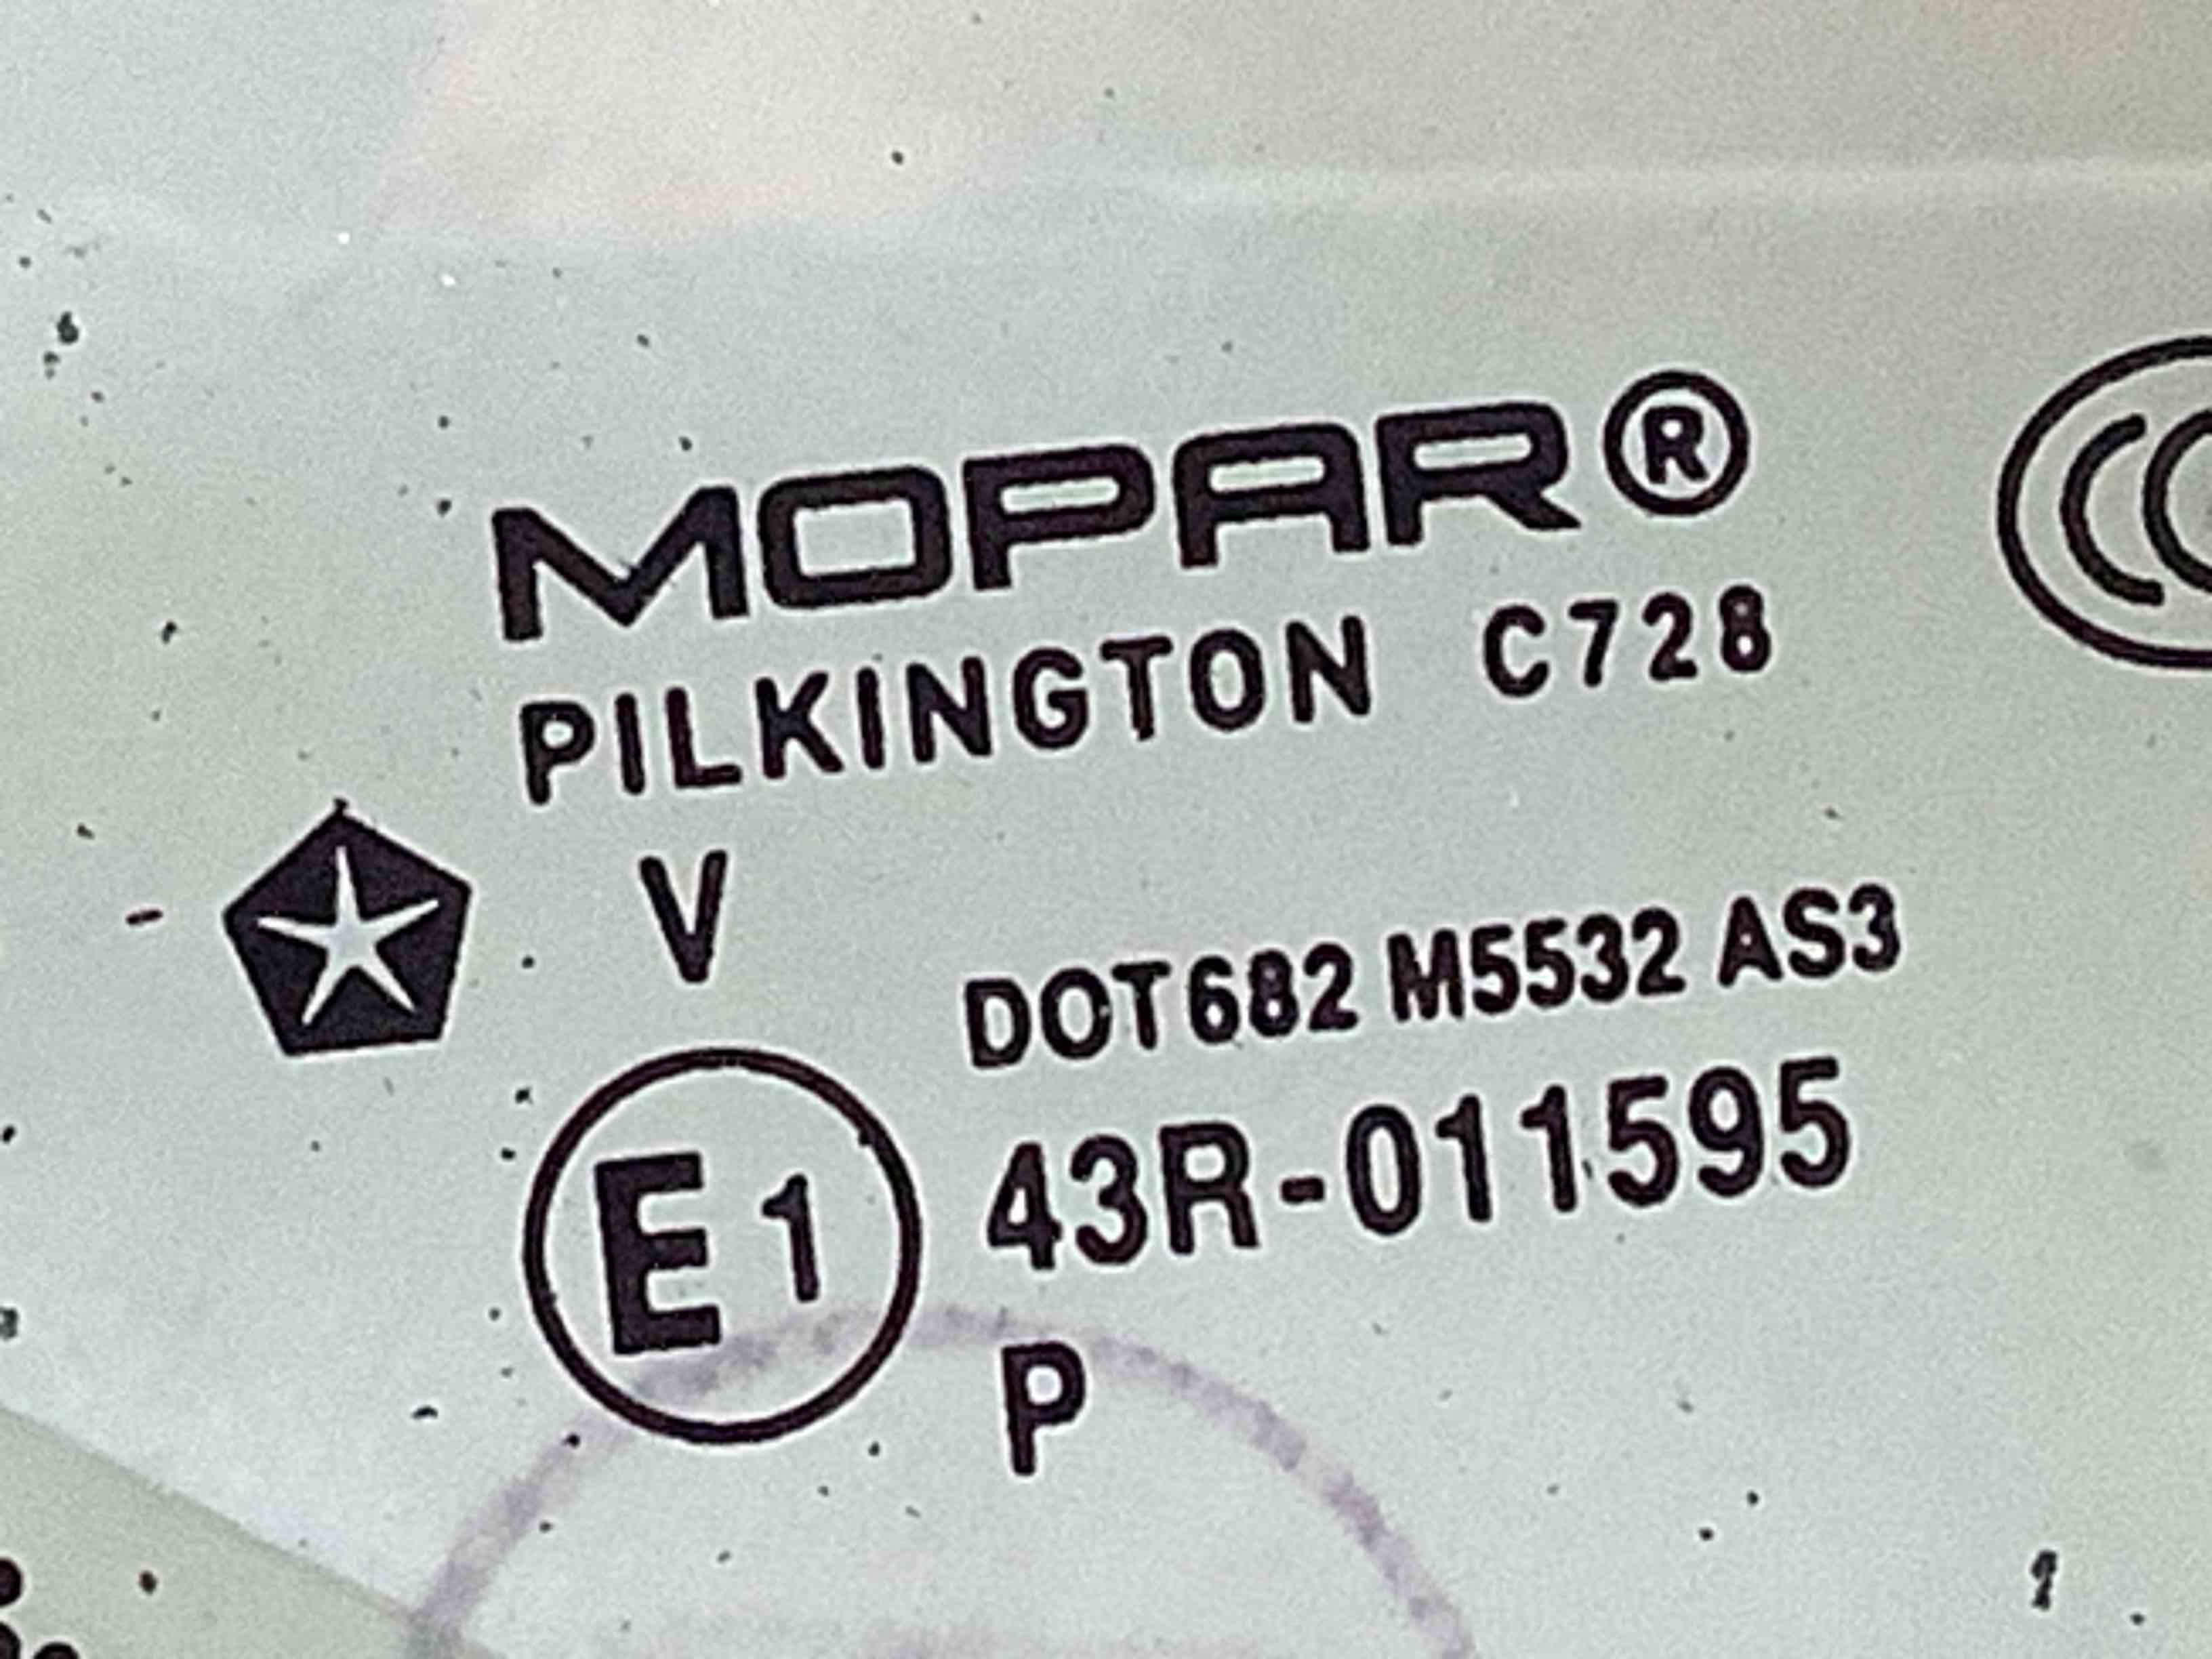 MOPAR®
PILKINGTON C728
V
DOT682 M5532 AS3
E1 43R-011595
P